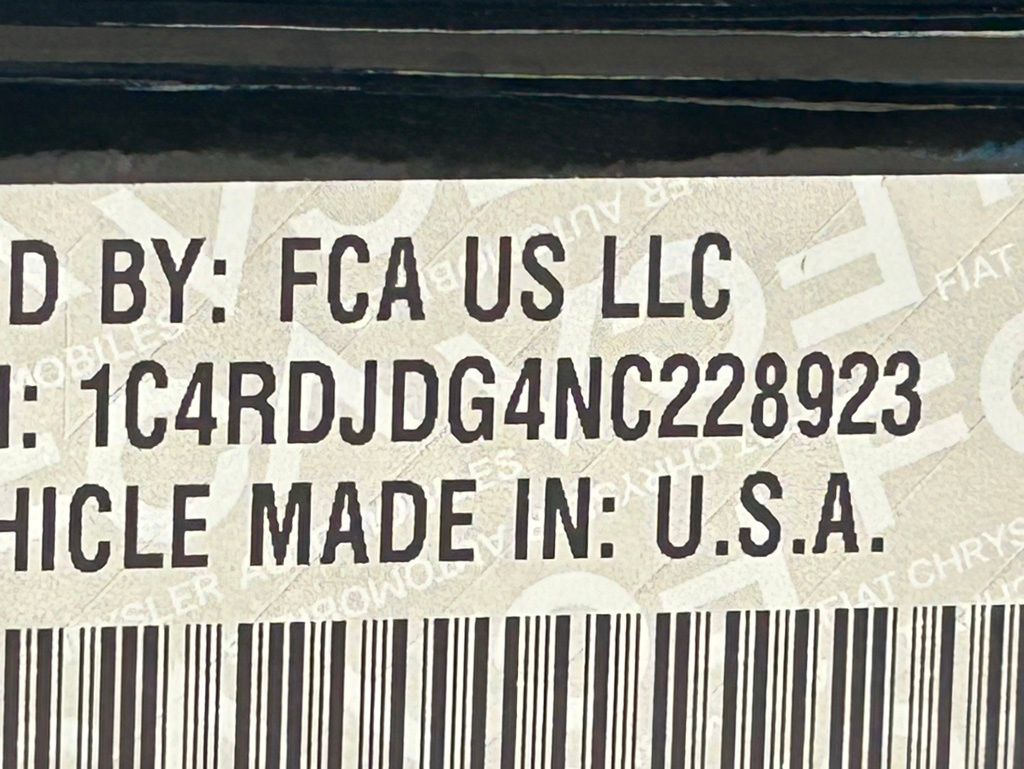 D BY: FCA US LLC
: 1C4RDJDG4NC228923
HICLE MADE IN: U.S.A.